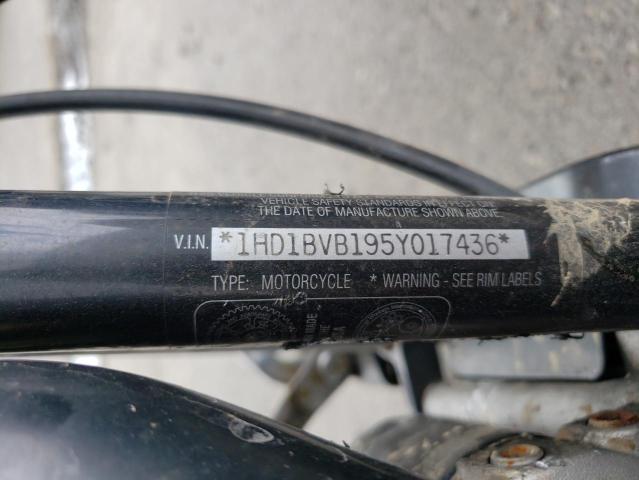 VEHICLE SAFETY STANDARDS IN EFFECT ON
THE DATE OF MANUFACTURE SHOWN ABOVE
V.I.N. *1HD1BVB195Y017436*
TYPE: MOTORCYCLE * WARNING - SEE RIM LABELS
MADE